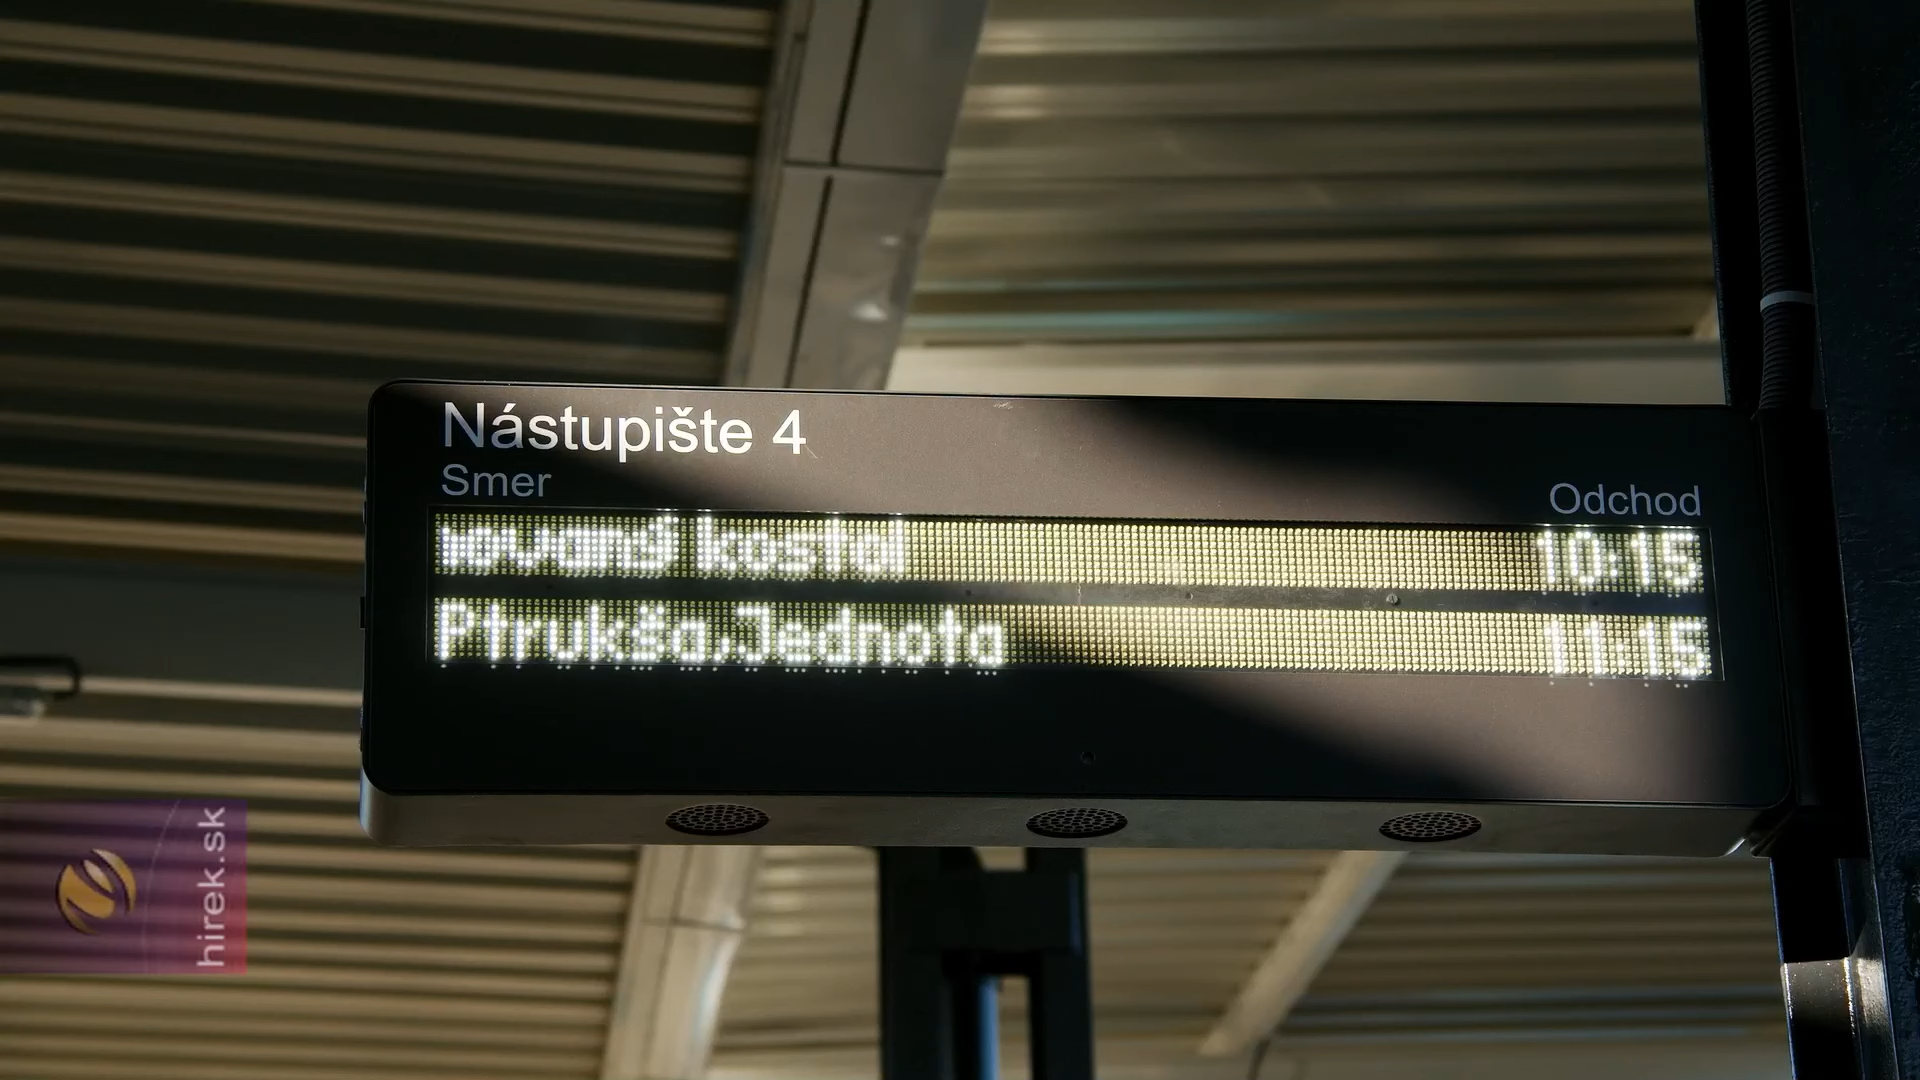 Nástupište 4
Smer
Odchod
kostol 10:15
Ptrukša,Jednota 11:15
hirek.sk